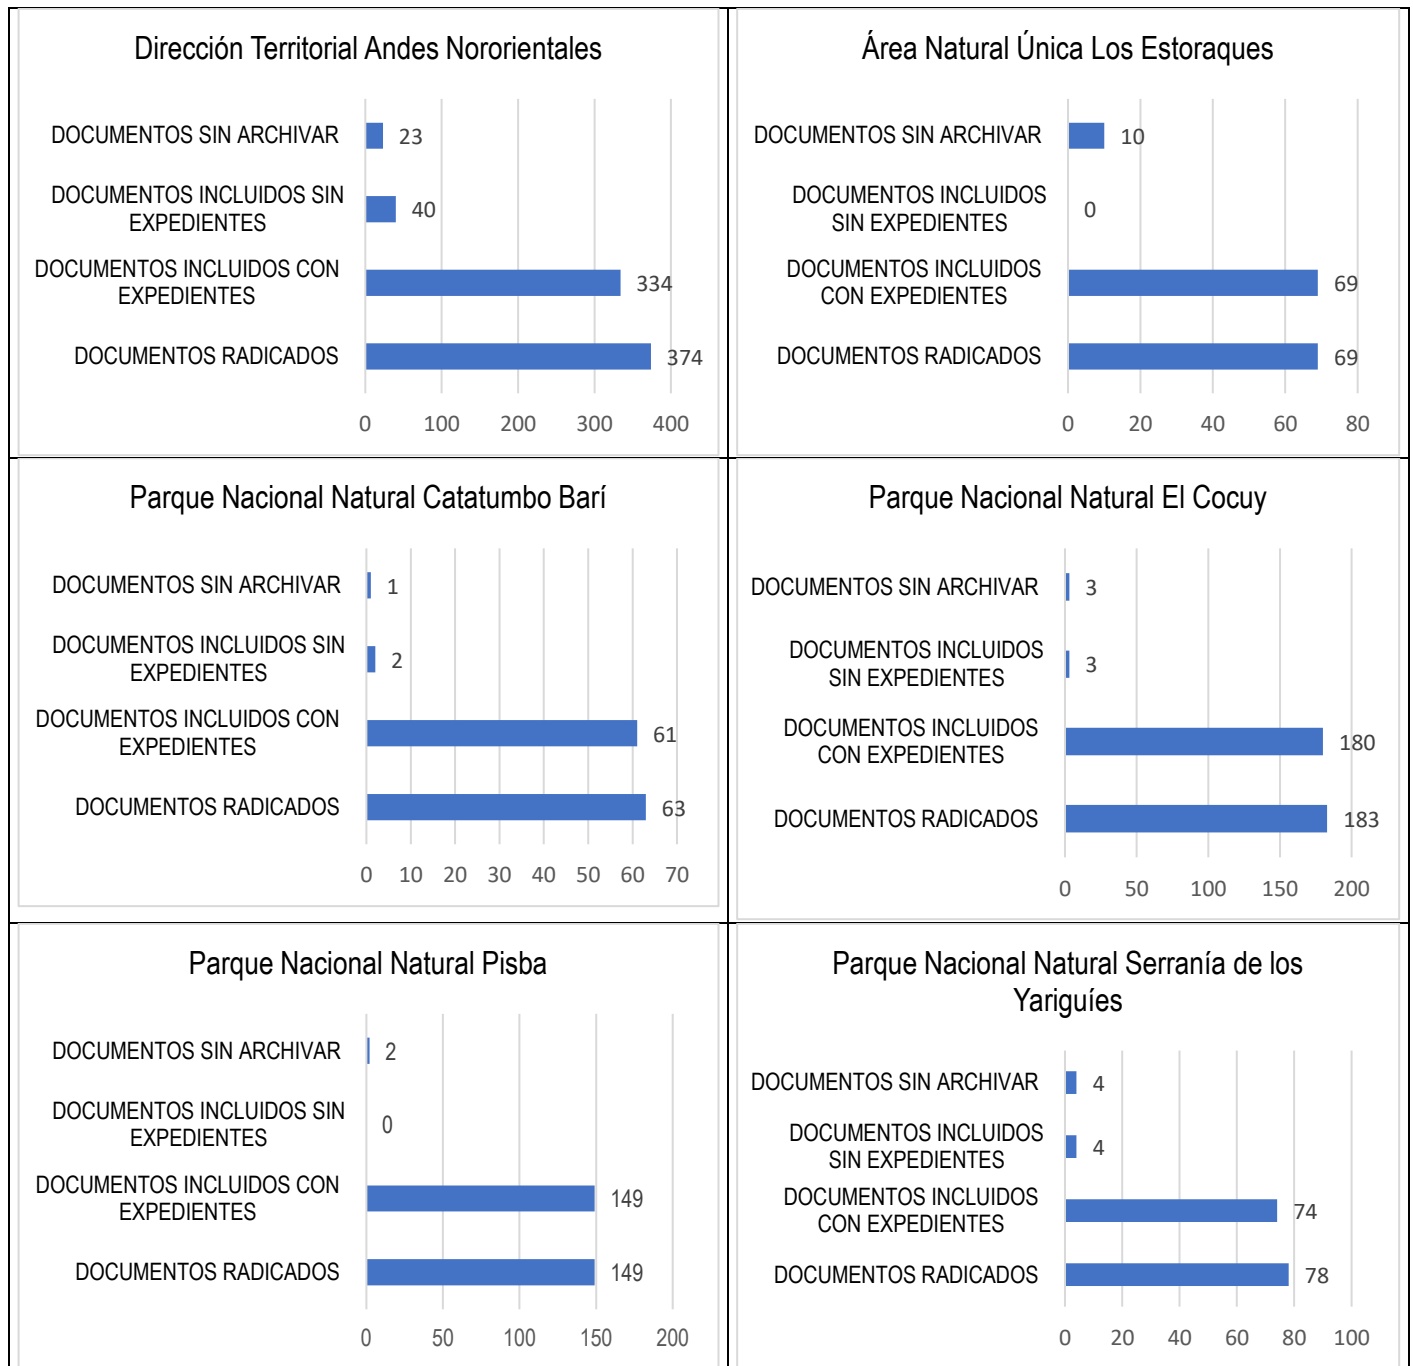 Dirección Territorial Andes Nororientales
DOCUMENTOS SIN ARCHIVAR
23
DOCUMENTOS INCLUIDOS SIN
EXPEDIENTES
40
DOCUMENTOS INCLUIDOS CON
EXPEDIENTES
334
DOCUMENTOS RADICADOS
374
0 100 200 300 400
Área Natural Única Los Estoraques
DOCUMENTOS SIN ARCHIVAR
10
DOCUMENTOS INCLUIDOS
SIN EXPEDIENTES
0
DOCUMENTOS INCLUIDOS
CON EXPEDIENTES
69
DOCUMENTOS RADICADOS
69
0 20 40 60 80
Parque Nacional Natural Catatumbo Barí
DOCUMENTOS SIN ARCHIVAR
1
DOCUMENTOS INCLUIDOS SIN
EXPEDIENTES
2
DOCUMENTOS INCLUIDOS CON
EXPEDIENTES
61
DOCUMENTOS RADICADOS
63
0 10 20 30 40 50 60 70
Parque Nacional Natural El Cocuy
DOCUMENTOS SIN ARCHIVAR
3
DOCUMENTOS INCLUIDOS
SIN EXPEDIENTES
3
DOCUMENTOS INCLUIDOS
CON EXPEDIENTES
180
DOCUMENTOS RADICADOS
183
0 50 100 150 200
Parque Nacional Natural Pisba
DOCUMENTOS SIN ARCHIVAR
2
DOCUMENTOS INCLUIDOS SIN
EXPEDIENTES
0
DOCUMENTOS INCLUIDOS CON
EXPEDIENTES
149
DOCUMENTOS RADICADOS
149
0 50 100 150 200
Parque Nacional Natural Serranía de los
Yariguíes
DOCUMENTOS SIN ARCHIVAR
4
DOCUMENTOS INCLUIDOS
SIN EXPEDIENTES
4
DOCUMENTOS INCLUIDOS
CON EXPEDIENTES
74
DOCUMENTOS RADICADOS
78
0 20 40 60 80 100